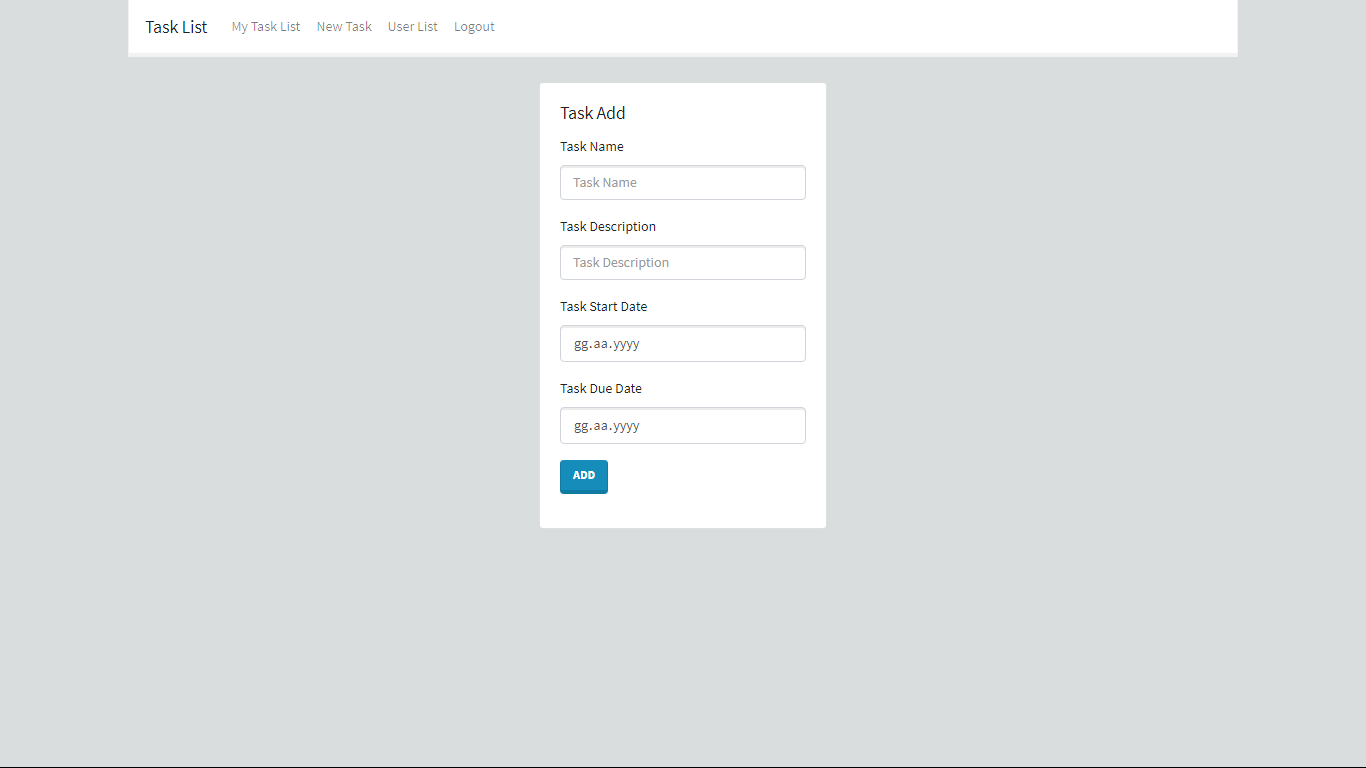 Task List My Task List New Task User List Logout
Task Add
Task Name
Task Name
Task Description
Task Description
Task Start Date
gg.aa.yyyy
Task Due Date
gg.aa.yyyy
ADD